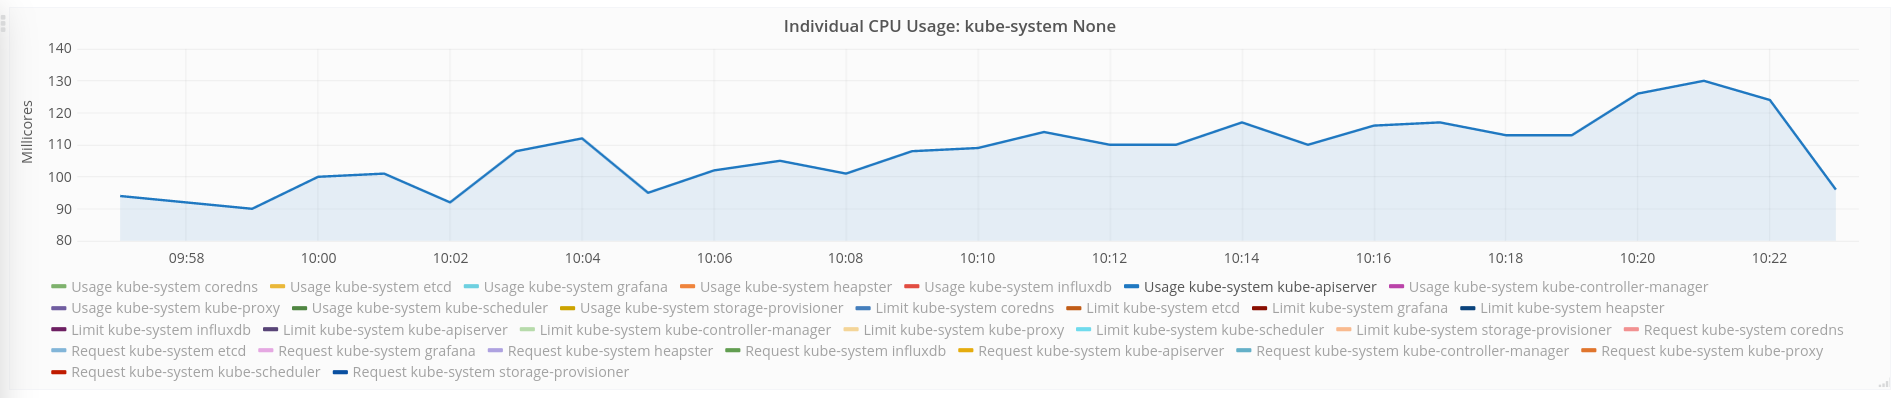 Individual CPU Usage: kube-system None
Millicores
140
130
120
110
100
90
80
09:58 10:00 10:02 10:04 10:06 10:08 10:10 10:12 10:14 10:16 10:18 10:20 10:22
Usage kube-system coredns Usage kube-system etcd Usage kube-system grafana Usage kube-system heapster Usage kube-system influxdb Usage kube-system kube-apiserver Usage kube-system kube-controller-manager
Usage kube-system kube-proxy Usage kube-system kube-scheduler Usage kube-system storage-provisioner Limit kube-system coredns Limit kube-system etcd Limit kube-system grafana Limit kube-system heapster
Limit kube-system influxdb Limit kube-system kube-apiserver Limit kube-system kube-controller-manager Limit kube-system kube-proxy Limit kube-system kube-scheduler Limit kube-system storage-provisioner Request kube-system coredns
Request kube-system etcd Request kube-system grafana Request kube-system heapster Request kube-system influxdb Request kube-system kube-apiserver Request kube-system kube-controller-manager Request kube-system kube-proxy
Request kube-system kube-scheduler Request kube-system storage-provisioner